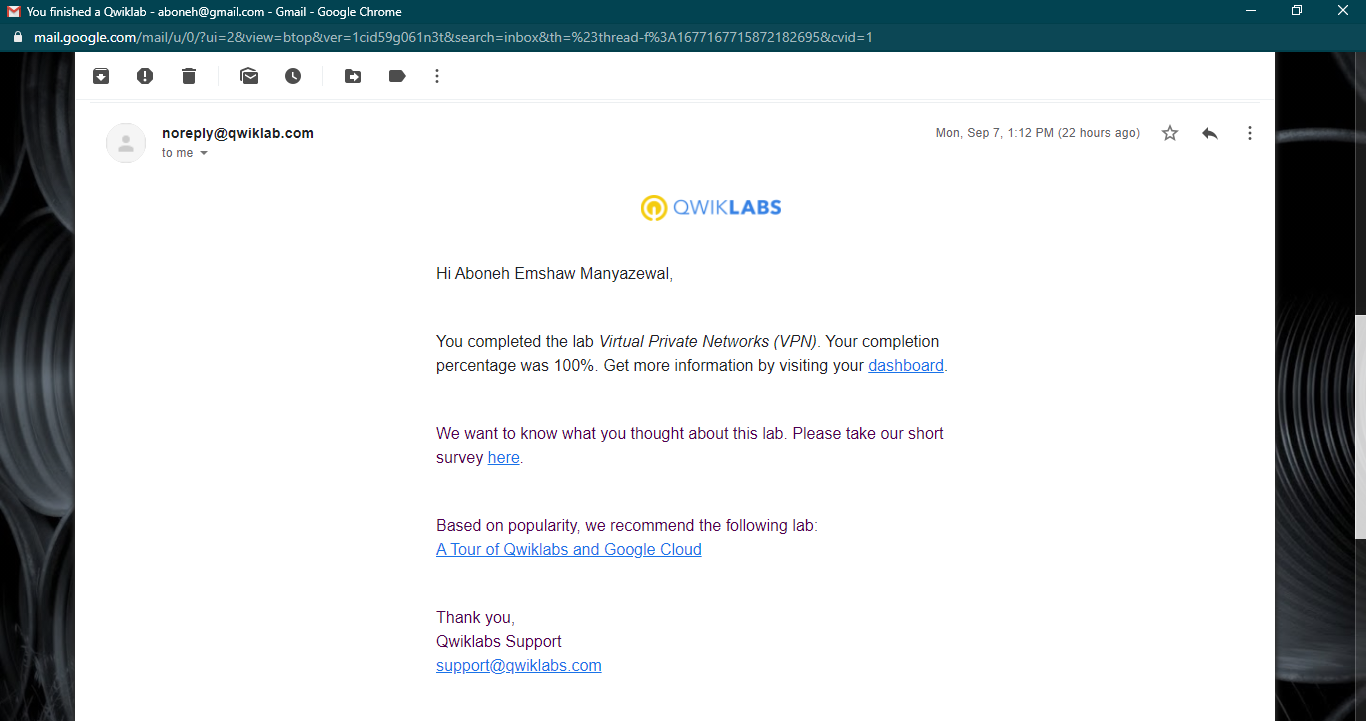 You finished a Qwiklab - aboneh@gmail.com - Gmail - Google Chrome
mail.google.com/mail/u/0/?ui=2&view=btop&ver=1cid59g061n3t&search=inbox&th=%23thread-f%3A1677167715872182695&cvid=1
noreply@qwiklab.com
Mon, Sep 7, 1:12 PM (22 hours ago)
to me
QWIKLABS
Hi Aboneh Emshaw Manyazewal,
You completed the lab Virtual Private Networks (VPN). Your completion
percentage was 100%. Get more information by visiting your dashboard.
We want to know what you thought about this lab. Please take our short
survey here.
Based on popularity, we recommend the following lab:
A Tour of Qwiklabs and Google Cloud
Thank you,
Qwiklabs Support
support@qwiklabs.com